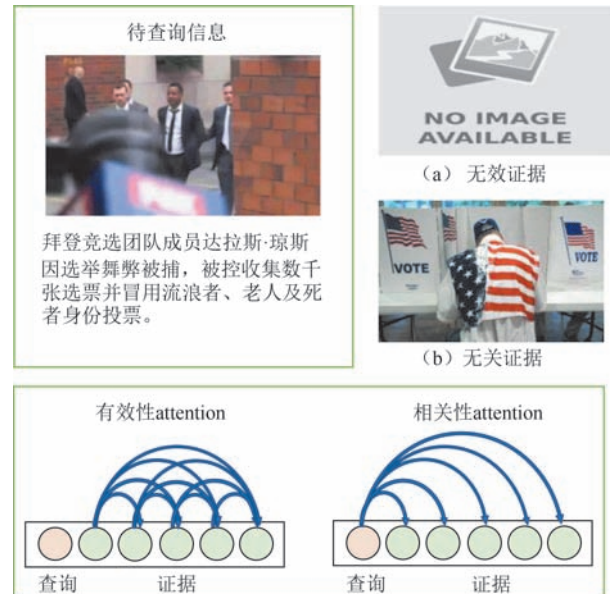 待查询信息
拜登竞选团队成员达拉斯·琼斯
因选举舞弊被捕，被控收集数千
张选票并冒用流浪者、老人及死
者身份投票。
NO IMAGE
AVAILABLE
（a） 无效证据
VOTE
VOTE
（b）无关证据
有效性attention
相关性attention
查询
证据
查询
证据